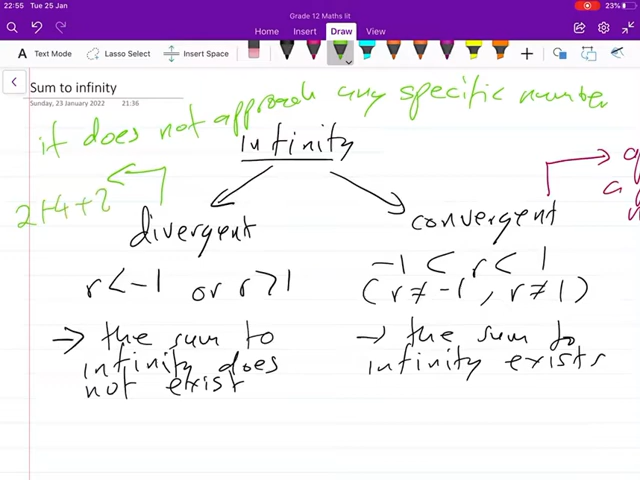 22:55 Tue 25 Jan
23%
Grade 12 Maths lit
Home Insert Draw View
Text Mode Lasso Select Insert Space
Sum to infinity
Sunday, 23 January 2022 21:36
it does not approach any specific number
Infinity
2+4+2
divergent
convergent
r < -1 or r > 1
-1 < r < 1
(r ≠ -1, r ≠ 1)
→ the sum to
infinity does
not exist
→ the sum to
infinity exists